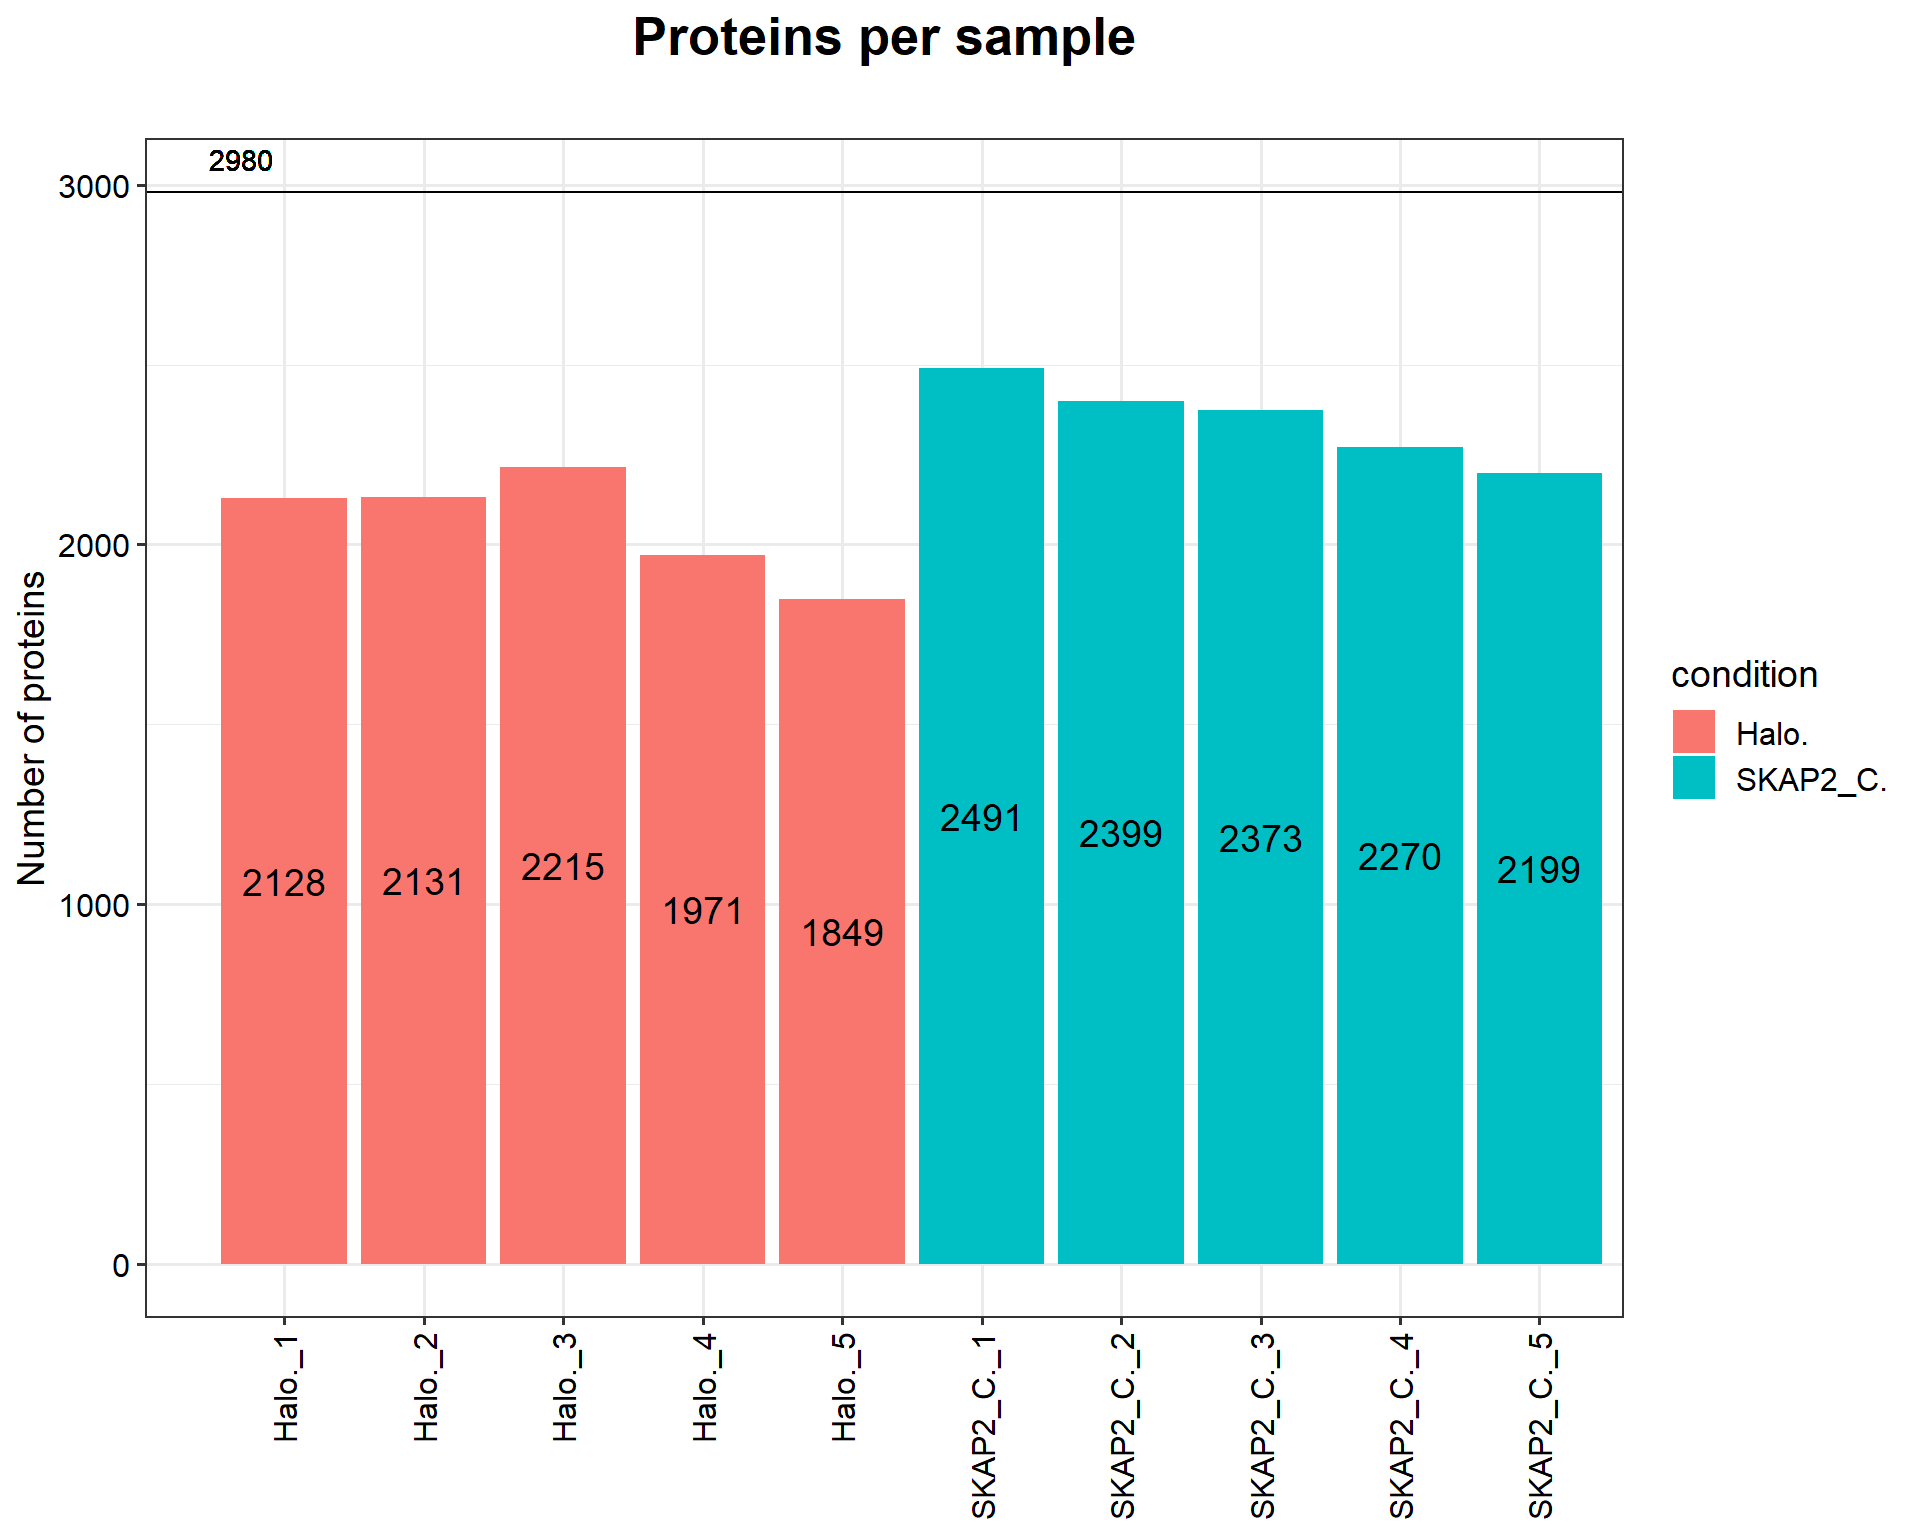 Proteins per sample
2980
3000
2000
1000
0
Number of proteins
2128
2131
2215
1971
1849
2491
2399
2373
2270
2199
Halo._1
Halo._2
Halo._3
Halo._4
Halo._5
SKAP2_C._1
SKAP2_C._2
SKAP2_C._3
SKAP2_C._4
SKAP2_C._5
condition
Halo.
SKAP2_C.